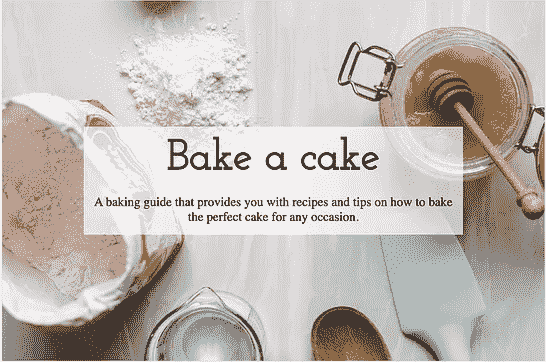 Bake a cake
A baking guide that provides you with recipes and tips on how to bake
the perfect cake for any occasion.